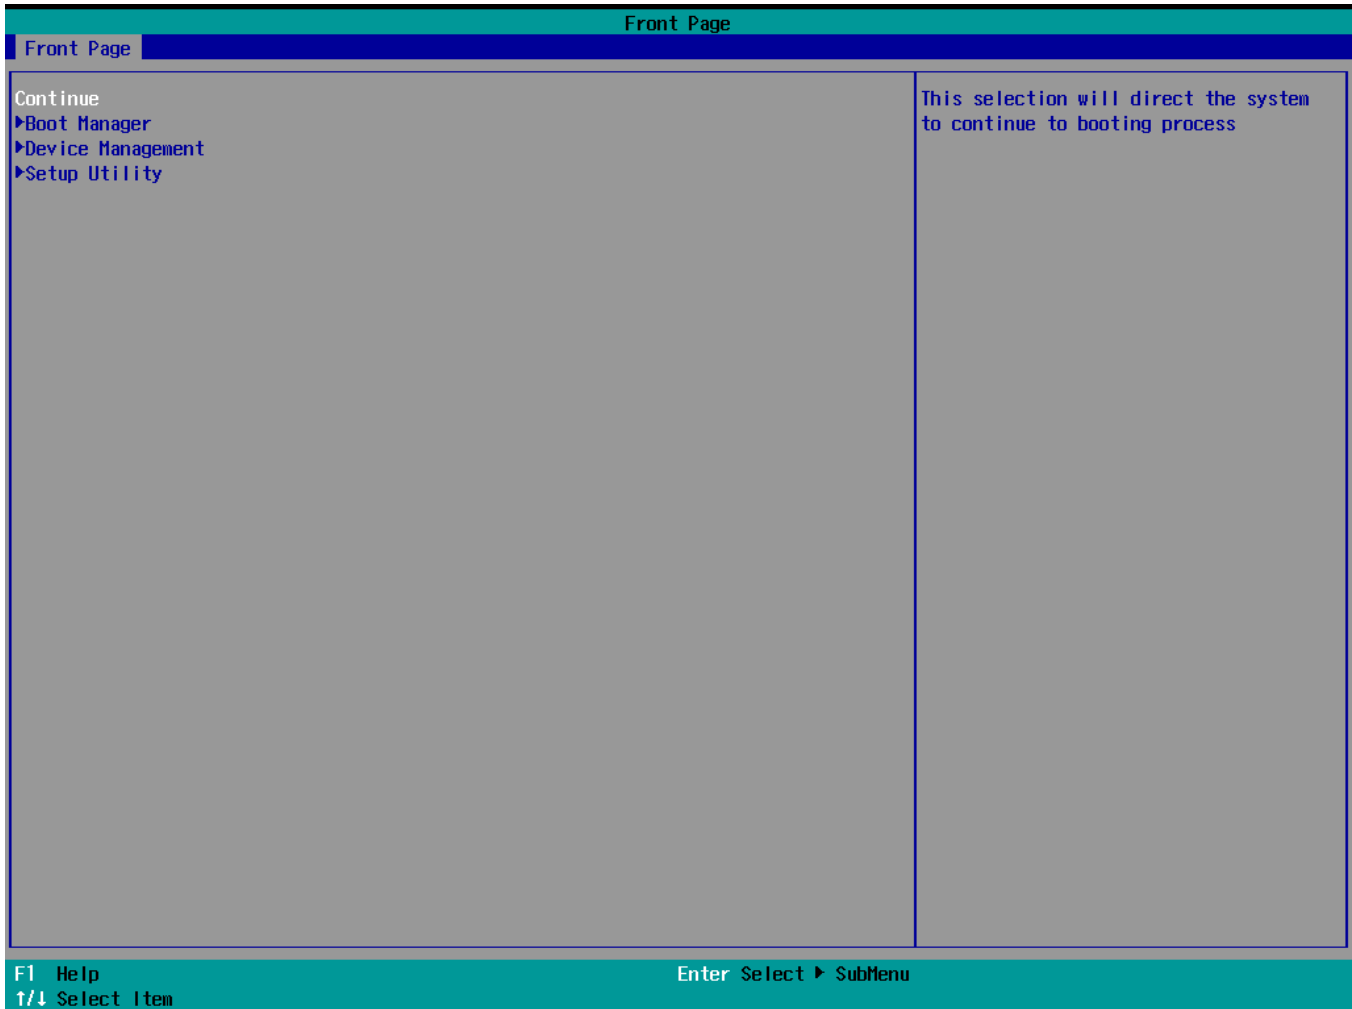 Front Page
Front Page
Continue
▶Boot Manager
▶Device Management
▶Setup Utility
This selection will direct the system
to continue to booting process
F1 Help
Enter Select ▶ SubMenu
↑/↓ Select Item